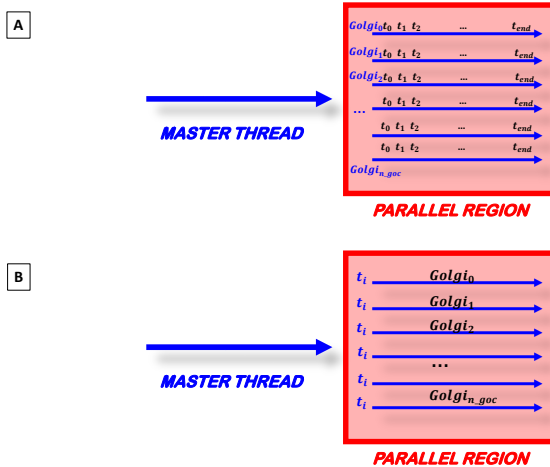 A
Golgi0 t0 t1 t2 ... tend
Golgi1 t0 t1 t2 ... tend
Golgi2 t0 t1 t2 ... tend
... t0 t1 t2 ... tend
t0 t1 t2 ... tend
t0 t1 t2 ... tend
Golgin_goc
MASTER THREAD
PARALLEL REGION
B
ti Golgi0
ti Golgi1
ti Golgi2
ti
...
ti
ti Golgin_goc
MASTER THREAD
PARALLEL REGION